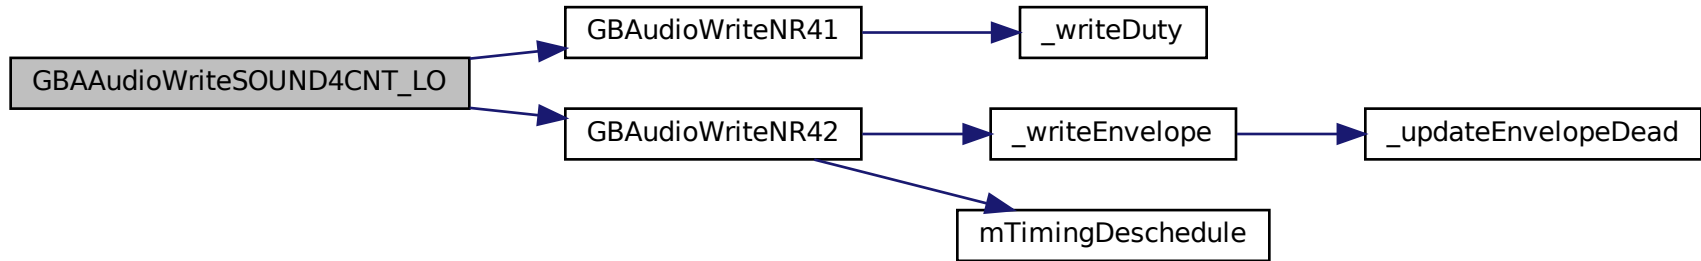 GBAAudioWriteSOUND4CNT_LO
GBAudioWriteNR41
_writeDuty
GBAudioWriteNR42
_writeEnvelope
_updateEnvelopeDead
mTimingDeschedule